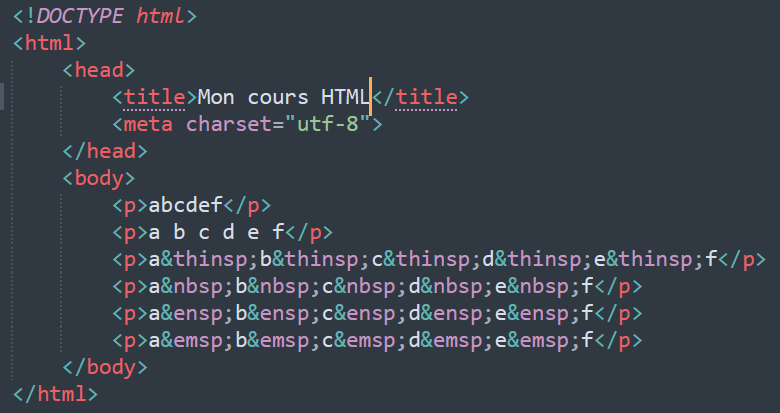 <!DOCTYPE html>
<html>
    <head>
        <title>Mon cours HTML</title>
        <meta charset="utf-8">
    </head>
    <body>
        <p>abcdef</p>
        <p>a b c d e f</p>
        <p>a&thinsp;b&thinsp;c&thinsp;d&thinsp;e&thinsp;f</p>
        <p>a&nbsp;b&nbsp;c&nbsp;d&nbsp;e&nbsp;f</p>
        <p>a&ensp;b&ensp;c&ensp;d&ensp;e&ensp;f</p>
        <p>a&emsp;b&emsp;c&emsp;d&emsp;e&emsp;f</p>
    </body>
</html>